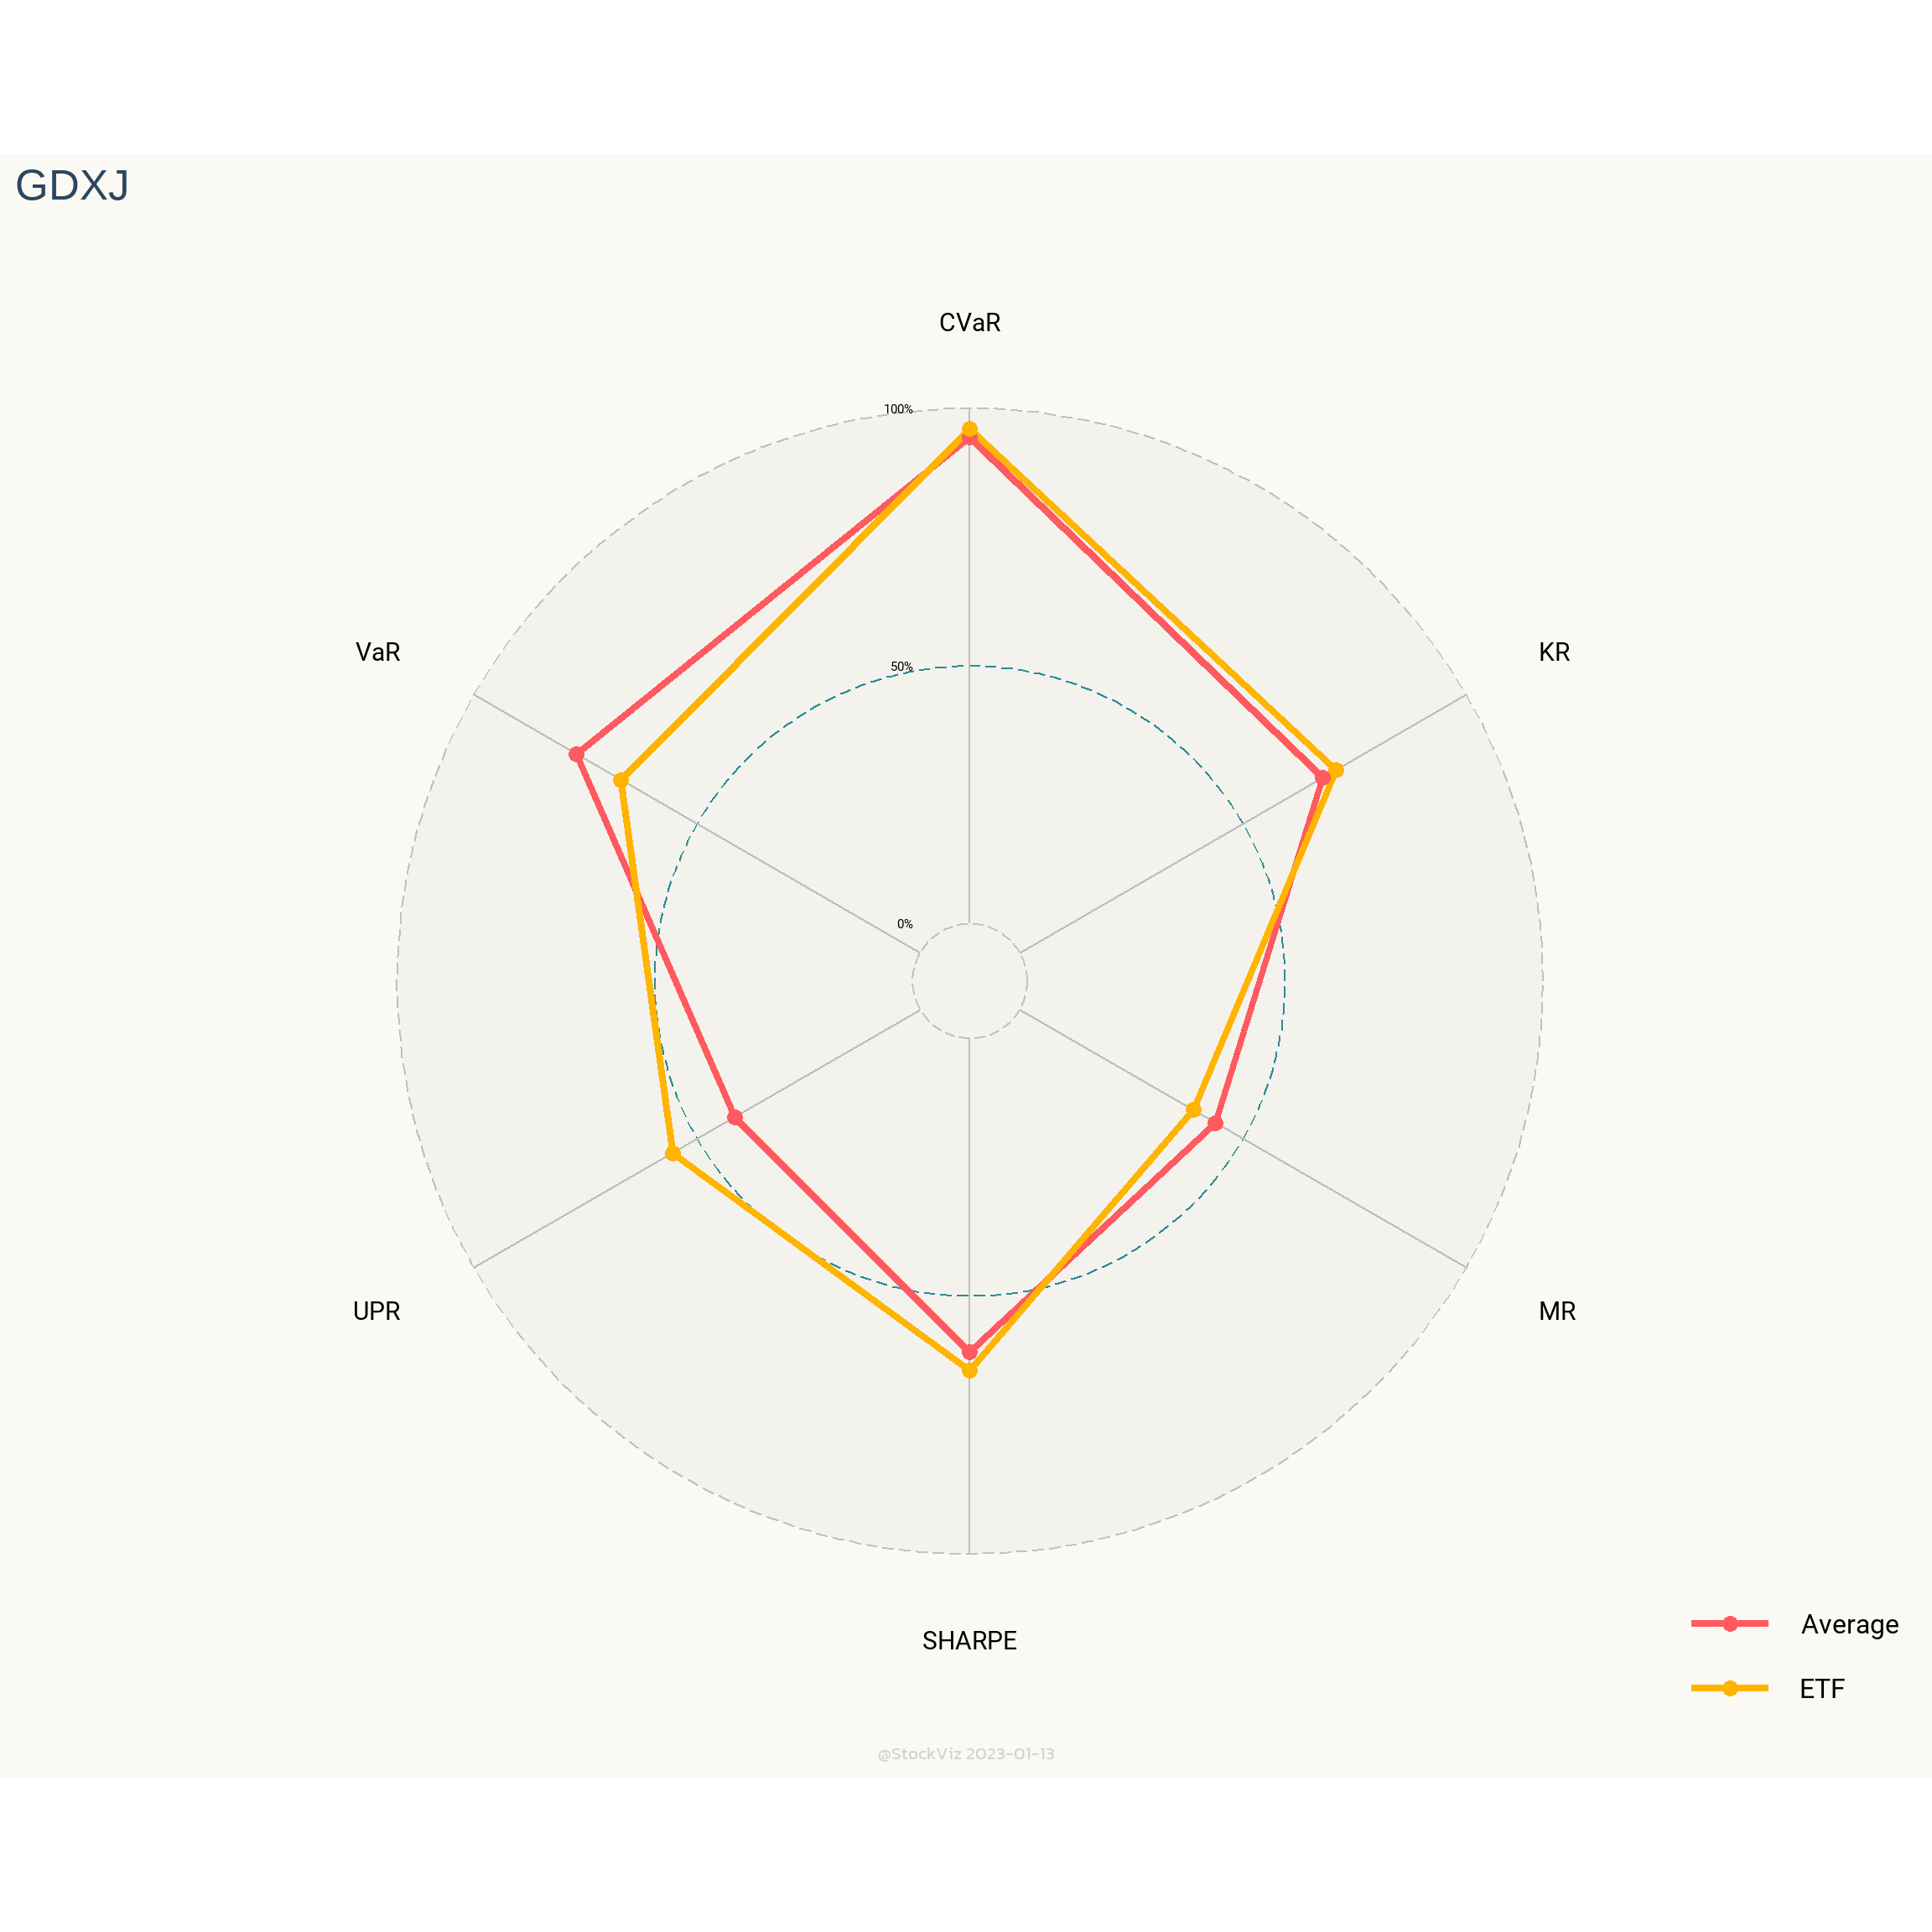 GDXJ
CVaR
100%
VaR
KR
50%
0%
UPR
MR
SHARPE
Average
ETF
@StockViz 2023-01-13